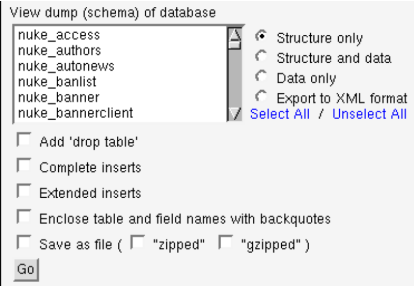 View dump (schema) of database
nuke_access
nuke_authors
nuke_autonews
nuke_banlist
nuke_banner
nuke_bannerclient
Structure only
Structure and data
Data only
Export to XML format
Select All / Unselect All
Add 'drop table'
Complete inserts
Extended inserts
Enclose table and field names with backquotes
Save as file ( "zipped" "gzipped" )
Go